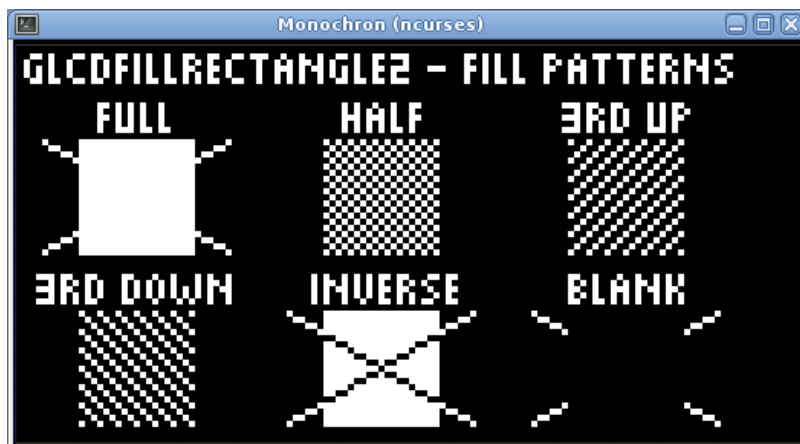 Monochron (ncurses)
GLCDFILLRECTANGLE2 - FILL PATTERNS
FULL HALF 3RD UP
3RD DOWN INVERSE BLANK